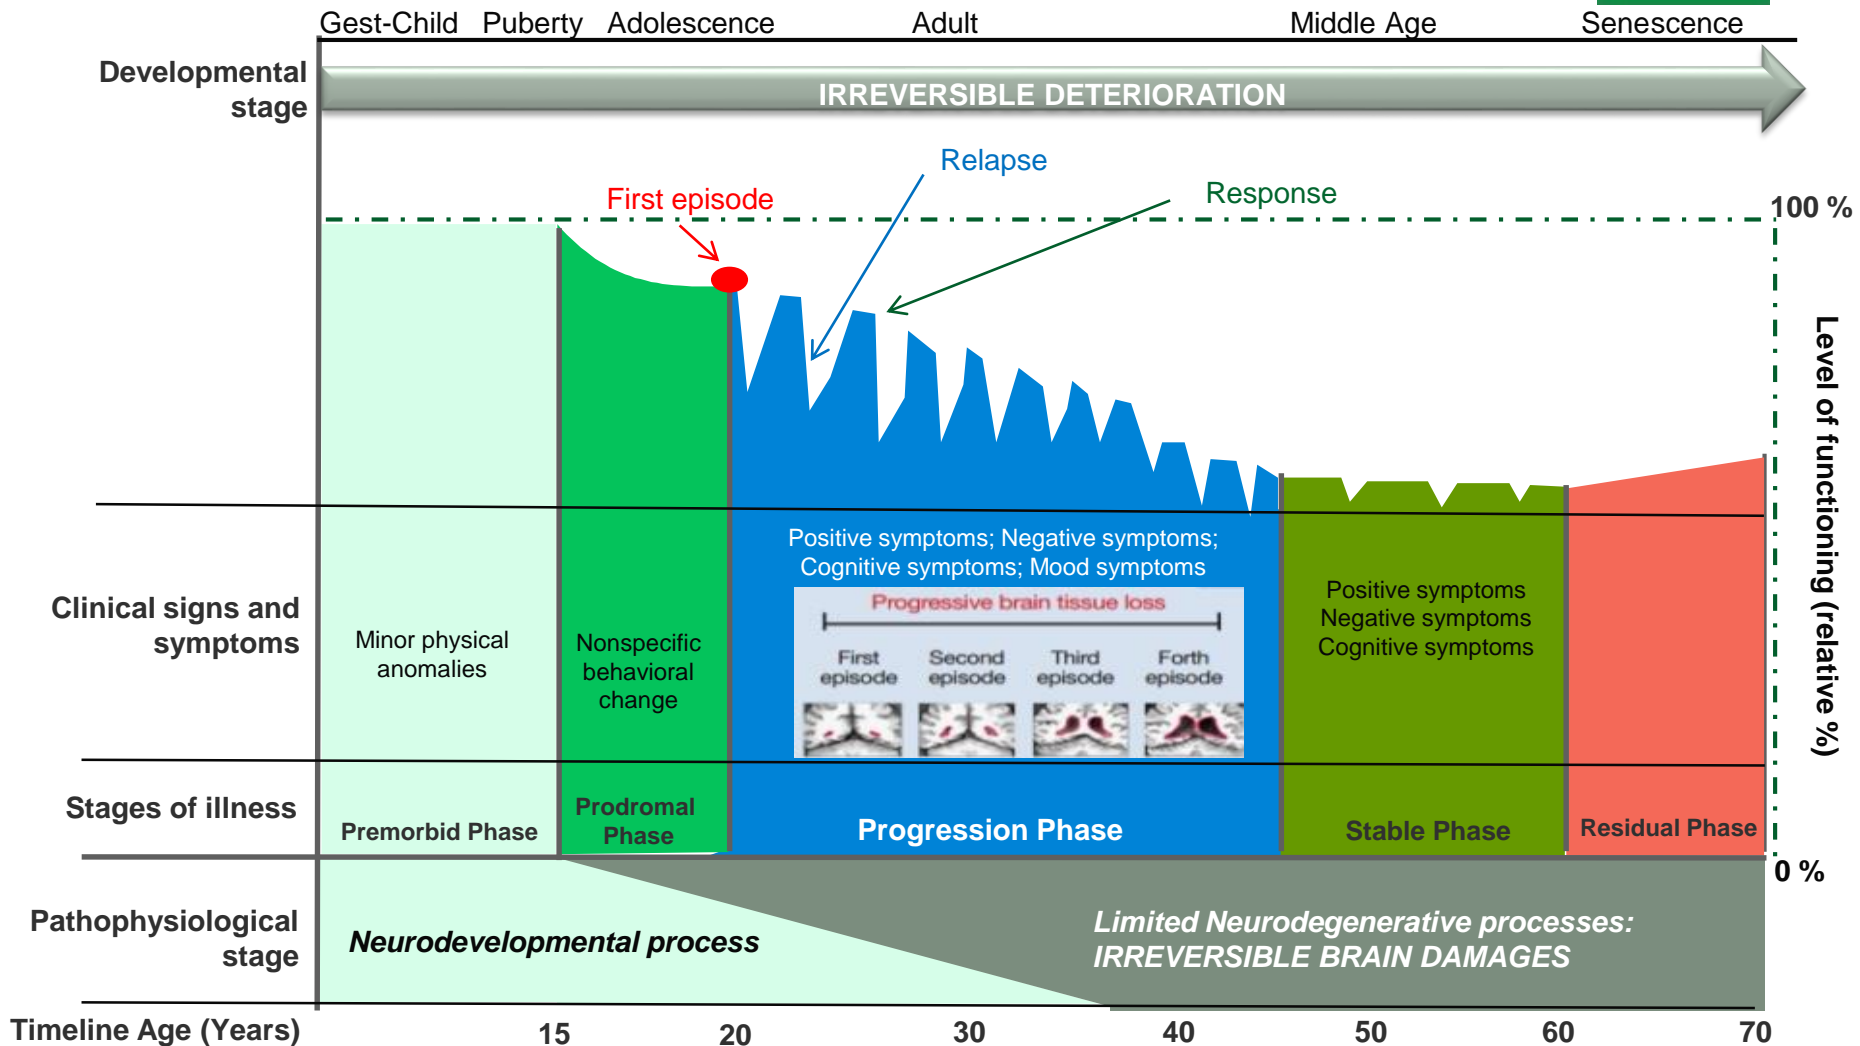 Gest-Child Puberty Adolescence Adult Middle Age Senescence
Developmental
stage
IRREVERSIBLE DETERIORATION
Relapse
Response
First episode
100 %
Level of functioning (relative %)
Positive symptoms; Negative symptoms;
Cognitive symptoms; Mood symptoms
Progressive brain tissue loss
First
episode
Second
episode
Third
episode
Forth
episode
Clinical signs and
symptoms
Minor physical
anomalies
Nonspecific
behavioral
change
Positive symptoms
Negative symptoms
Cognitive symptoms
Stages of illness
Premorbid Phase
Prodromal
Phase
Progression Phase
Stable Phase
Residual Phase
0 %
Pathophysiological
stage
Neurodevelopmental process
Limited Neurodegenerative processes:
IRREVERSIBLE BRAIN DAMAGES
Timeline Age (Years) 15 20 30 40 50 60 70